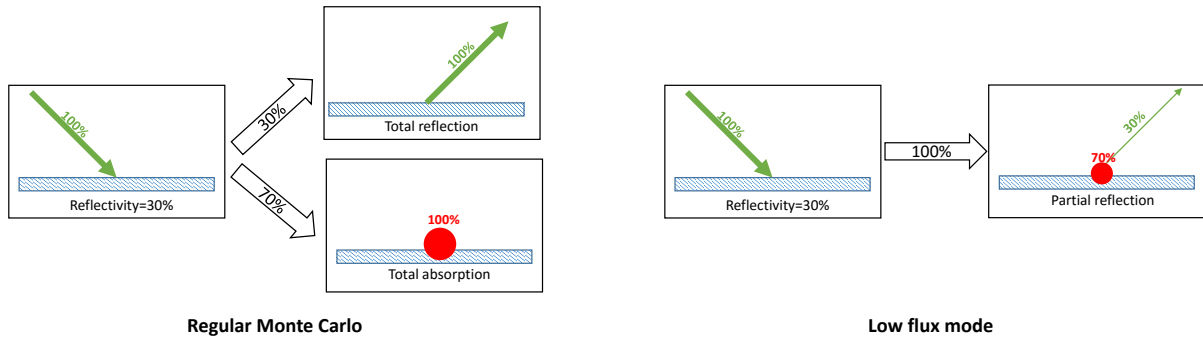 100%
Reflectivity=30%
30%
70%
100%
Total reflection
100%
Total absorption
Regular Monte Carlo
100%
Reflectivity=30%
100%
30%
70%
Partial reflection
Low flux mode